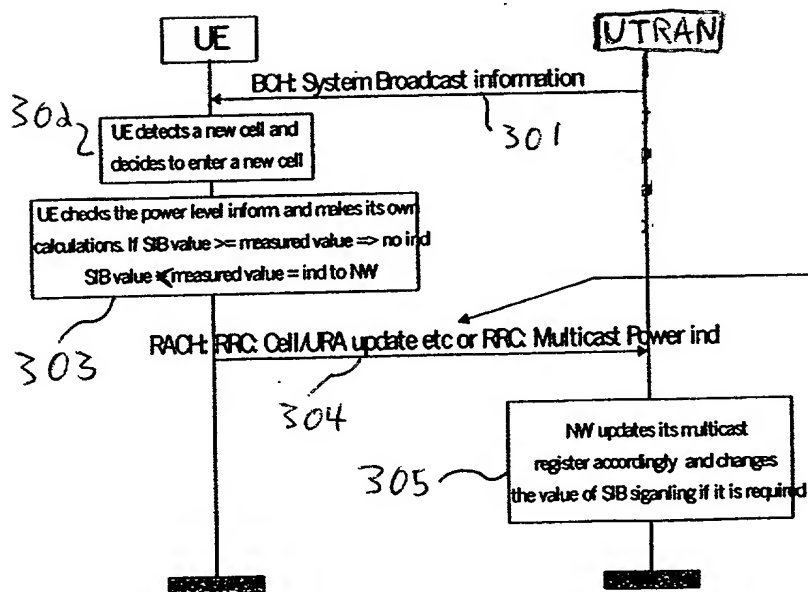 UE
UTRAN
BCH: System Broadcast information
301
302
UE detects a new cell and
decides to enter a new cell
UE checks the power level inform. and makes its own
calculations. If SIB value >= measured value => no ind
SIB value < measured value = ind to NW
303
RACH: RRC: Cell/URA update etc or RRC: Multicast Power ind
304
NW updates its multicast
register accordingly and changes
the value of SIB siganling if it is required
305